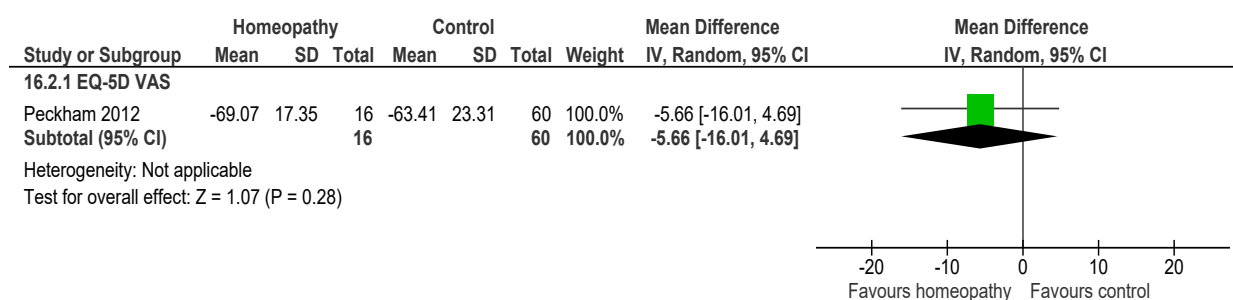 Homeopathy Control Mean Difference Mean Difference
Study or Subgroup Mean SD Total Mean SD Total Weight IV, Random, 95% CI IV, Random, 95% CI
16.2.1 EQ-5D VAS
Peckham 2012 -69.07 17.35 16 -63.41 23.31 60 100.0% -5.66 [-16.01, 4.69]
Subtotal (95% CI) 16 60 100.0% -5.66 [-16.01, 4.69]
Heterogeneity: Not applicable
Test for overall effect: Z = 1.07 (P = 0.28)
-20 -10 0 10 20
Favours homeopathy Favours control